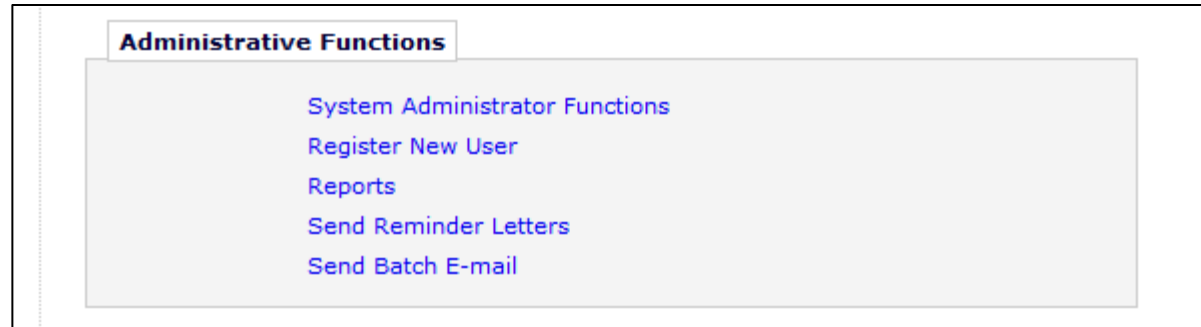 Administrative Functions
System Administrator Functions
Register New User
Reports
Send Reminder Letters
Send Batch E-mail